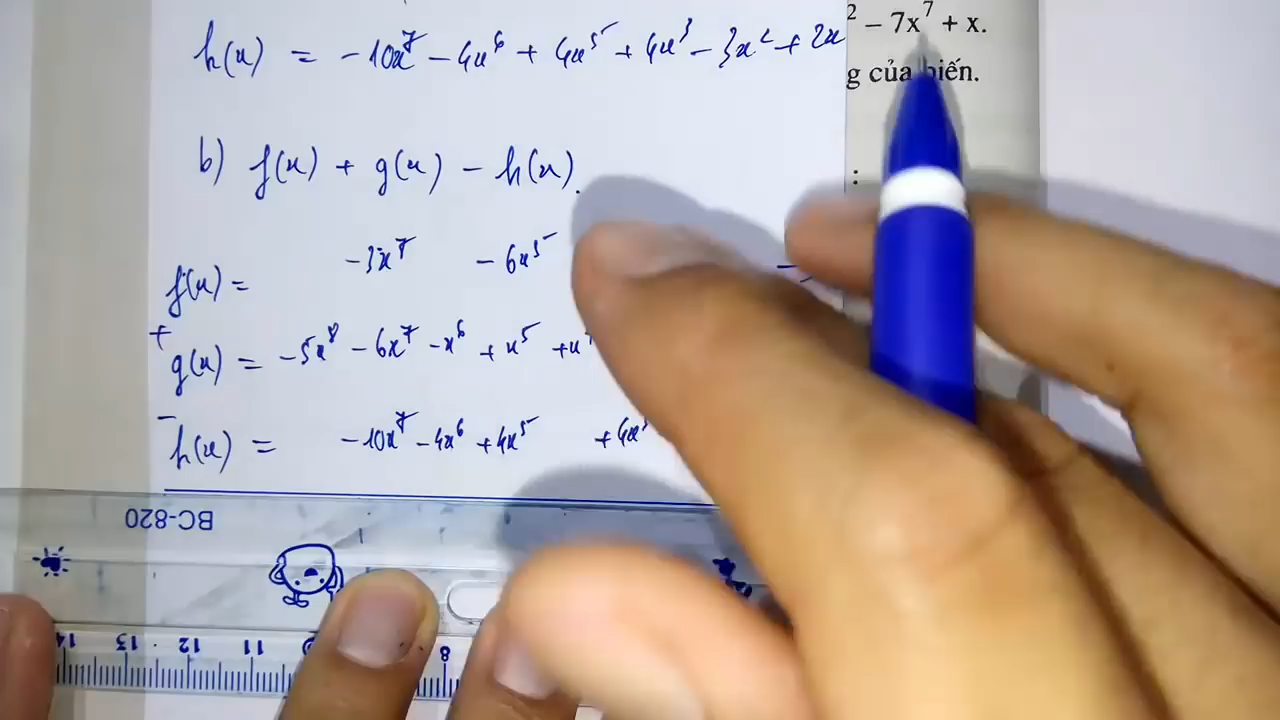 h(x) = -10x⁷ - 4x⁶ + 4x⁵ + 4x³ - 3x² + 2x
² − 7x⁷ + x.
g của biến.
b) f(x) + g(x) - h(x).
:
f(x) = -3x⁷ - 6x⁵
+
g(x) = -5x⁸ - 6x⁷ - x⁶ + x⁵ + x
-
h(x) = -10x⁷ - 4x⁶ + 4x⁵ + 4x³
BC-820
14 13 12 11 8